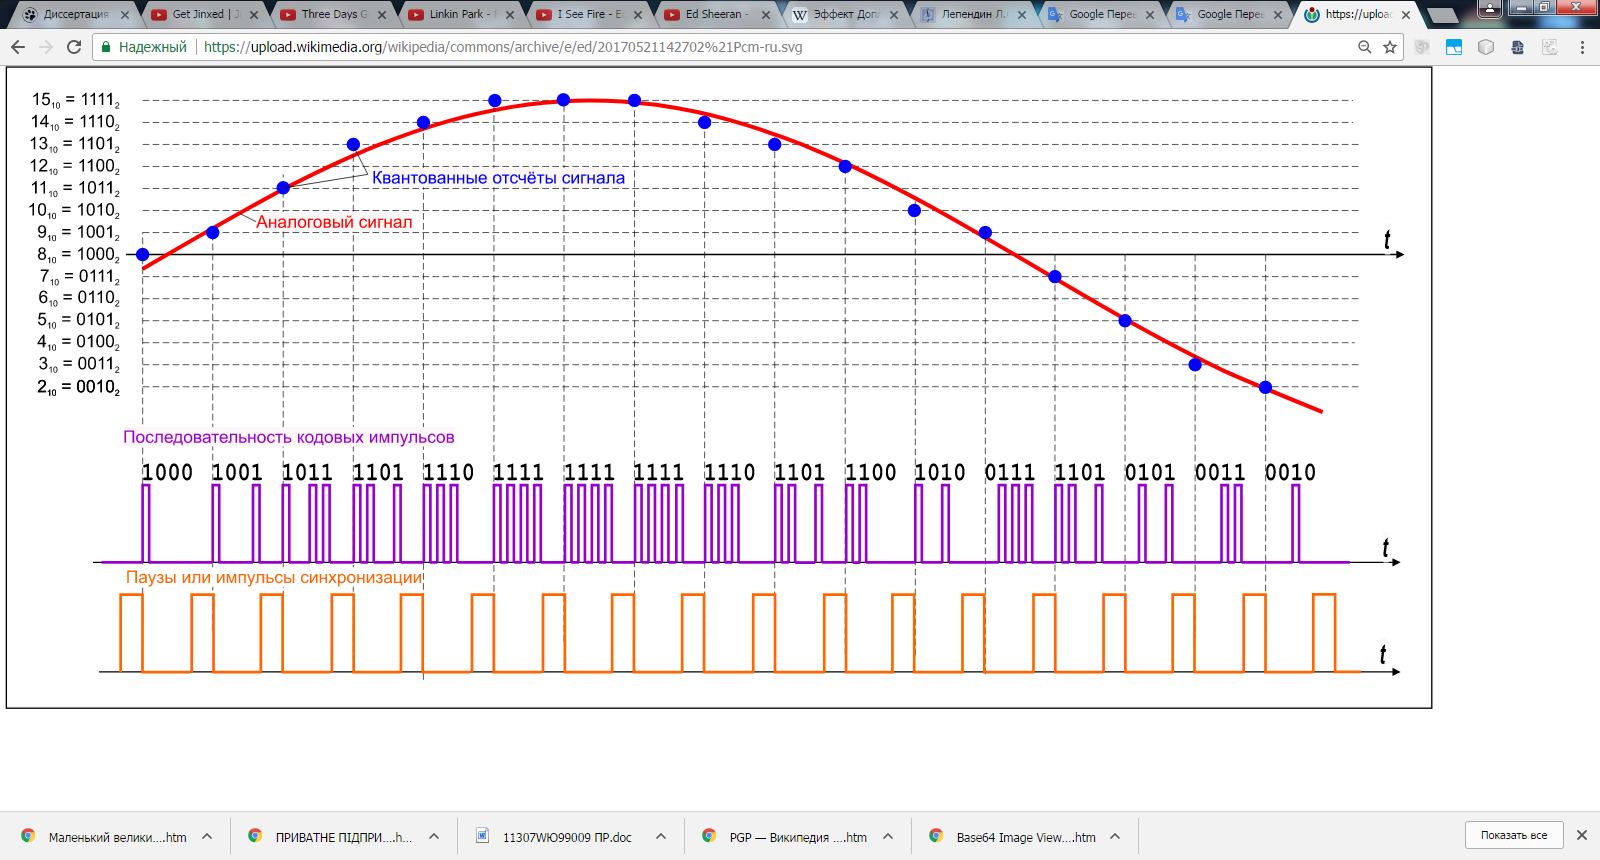 Диссертация
Get Jinxed | J
Three Days G
Linkin Park - 
I See Fire - E
Ed Sheeran - 
Эффект Допл
Лепендин Л.
Google Перев
Google Перев
https://uploa
Надежный
https://upload.wikimedia.org/wikipedia/commons/archive/e/ed/20170521142702%21Pcm-ru.svg
15₁₀ = 1111₂
14₁₀ = 1110₂
13₁₀ = 1101₂
12₁₀ = 1100₂
11₁₀ = 1011₂
10₁₀ = 1010₂
9₁₀ = 1001₂
8₁₀ = 1000₂
7₁₀ = 0111₂
6₁₀ = 0110₂
5₁₀ = 0101₂
4₁₀ = 0100₂
3₁₀ = 0011₂
2₁₀ = 0010₂
Квантованные отсчёты сигнала
Аналоговый сигнал
t
Последовательность кодовых импульсов
1000 1001 1011 1101 1110 1111 1111 1111 1110 1101 1100 1010 0111 1101 0101 0011 0010
t
Паузы или импульсы синхронизации
t
Маленький велики....htm
ПРИВАТНЕ ПІДПРИ....h...
11307WЮ99009 ПР.doc
PGP — Википедия ....htm
Base64 Image View....htm
Показать все